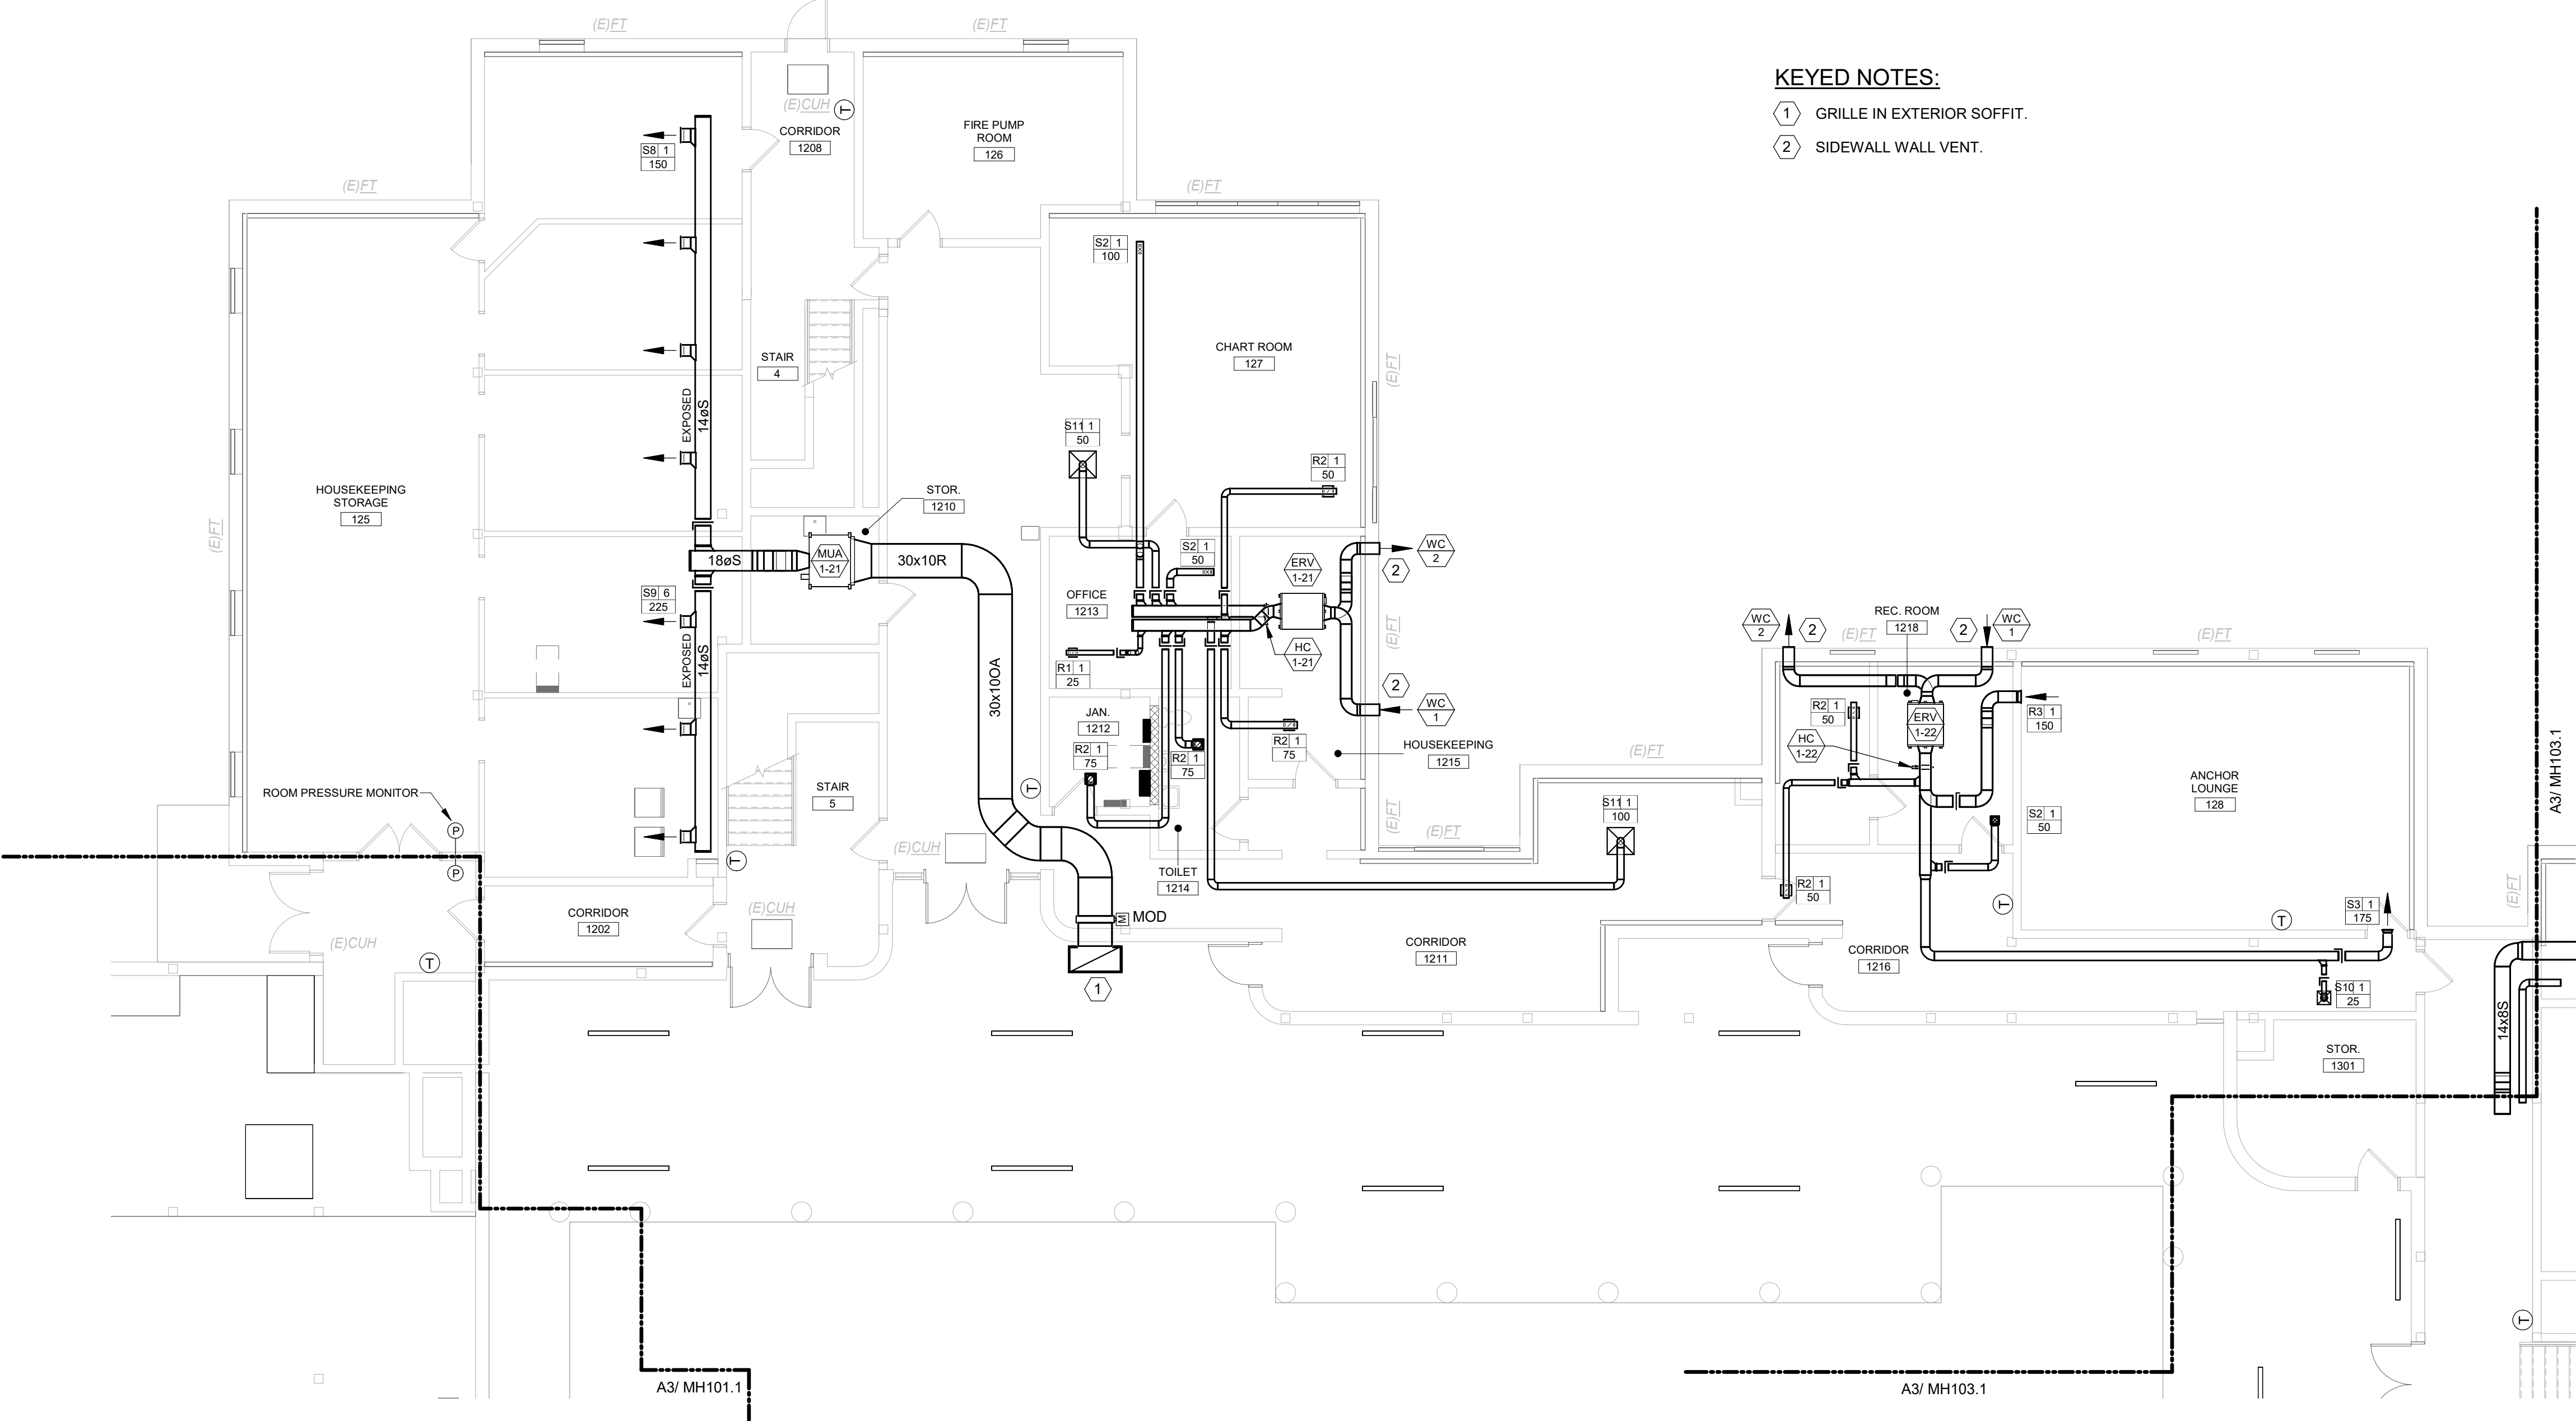 (E)FT
(E)FT
KEYED NOTES:
1 GRILLE IN EXTERIOR SOFFIT.
2 SIDEWALL WALL VENT.
(E)CUH
T
CORRIDOR
1208
FIRE PUMP
ROOM
126
S8 1
150
(E)FT
(E)FT
S2 1
100
STAIR
4
CHART ROOM
127
(E)FT
EXPOSED
14øS
S11 1
50
R2 1
50
HOUSEKEEPING
STORAGE
125
STOR.
1210
(E)FT
MUA
1-21
18øS
30x10R
S2 1
50
ERV
1-21
WC
2
2
S9 6
225
OFFICE
1213
EXPOSED
14øS
HC
1-21
(E)FT
R1 1
25
30x10OA
2
WC
1
JAN.
1212
R2 1
75
R2 1
75
R2 1
75
HOUSEKEEPING
1215
WC
2
2
(E)FT
REC. ROOM
1218
2
WC
1
(E)FT
R2 1
50
ERV
1-22
R3 1
150
HC
1-22
(E)FT
A3/ MH103.1
ROOM PRESSURE MONITOR
P
P
STAIR
5
T
T
(E)CUH
(E)FT
(E)FT
S11 1
100
S2 1
50
ANCHOR
LOUNGE
128
TOILET
1214
R2 1
50
T
T
S3 1
175
(E)FT
CORRIDOR
1202
(E)CUH
(E)CUH
T
M MOD
1
CORRIDOR
1211
CORRIDOR
1216
S10 1
25
14x8S
STOR.
1301
T
A3/ MH101.1
A3/ MH103.1